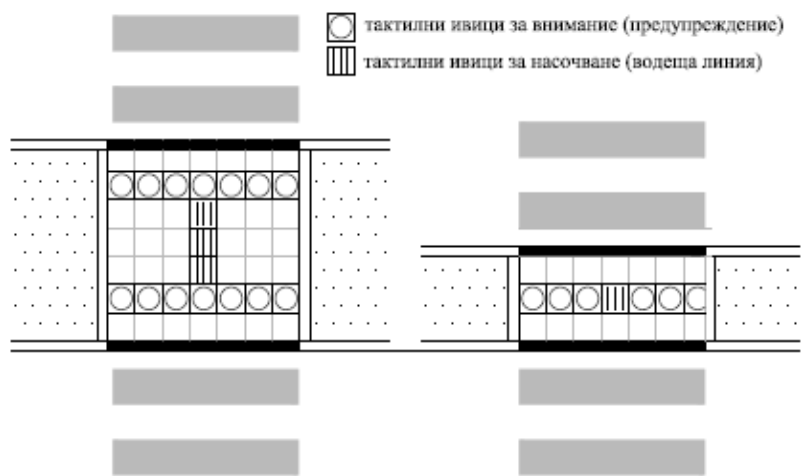 тактилни ивици за внимание (предупреждение)
тактилни ивици за насочване (водеща линия)